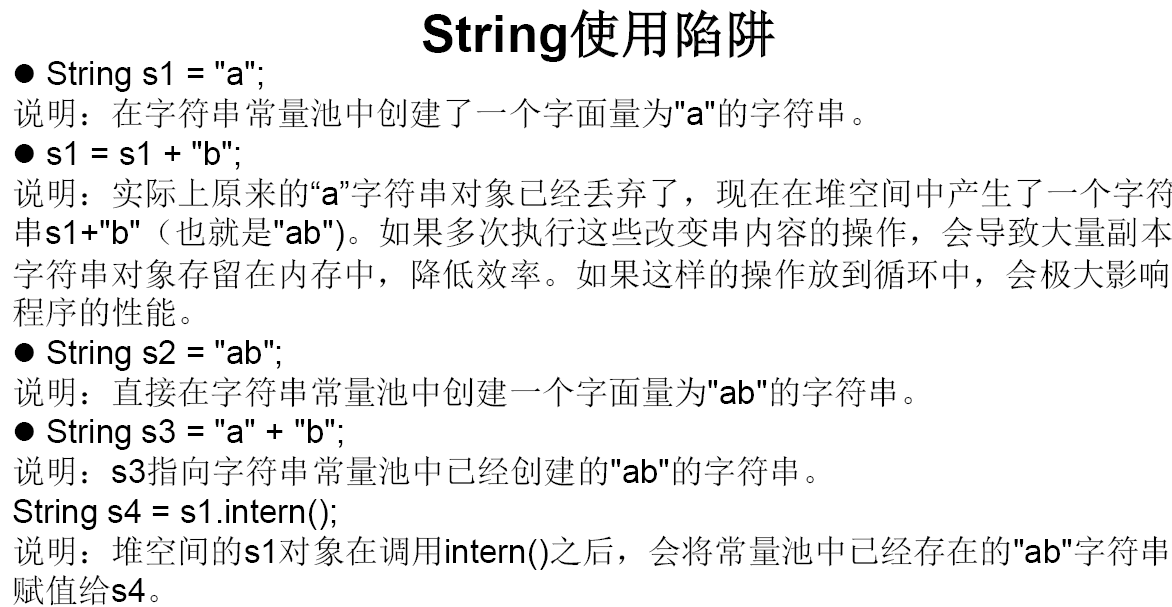 String使用陷阱
● String s1 = "a";
说明：在字符串常量池中创建了一个字面量为"a"的字符串。
● s1 = s1 + "b";
说明：实际上原来的“a”字符串对象已经丢弃了，现在在堆空间中产生了一个字符
串s1+"b"（也就是"ab")。如果多次执行这些改变串内容的操作，会导致大量副本
字符串对象存留在内存中，降低效率。如果这样的操作放到循环中，会极大影响
程序的性能。
● String s2 = "ab";
说明：直接在字符串常量池中创建一个字面量为"ab"的字符串。
● String s3 = "a" + "b";
说明：s3指向字符串常量池中已经创建的"ab"的字符串。
String s4 = s1.intern();
说明：堆空间的s1对象在调用intern()之后，会将常量池中已经存在的"ab"字符串
赋值给s4。